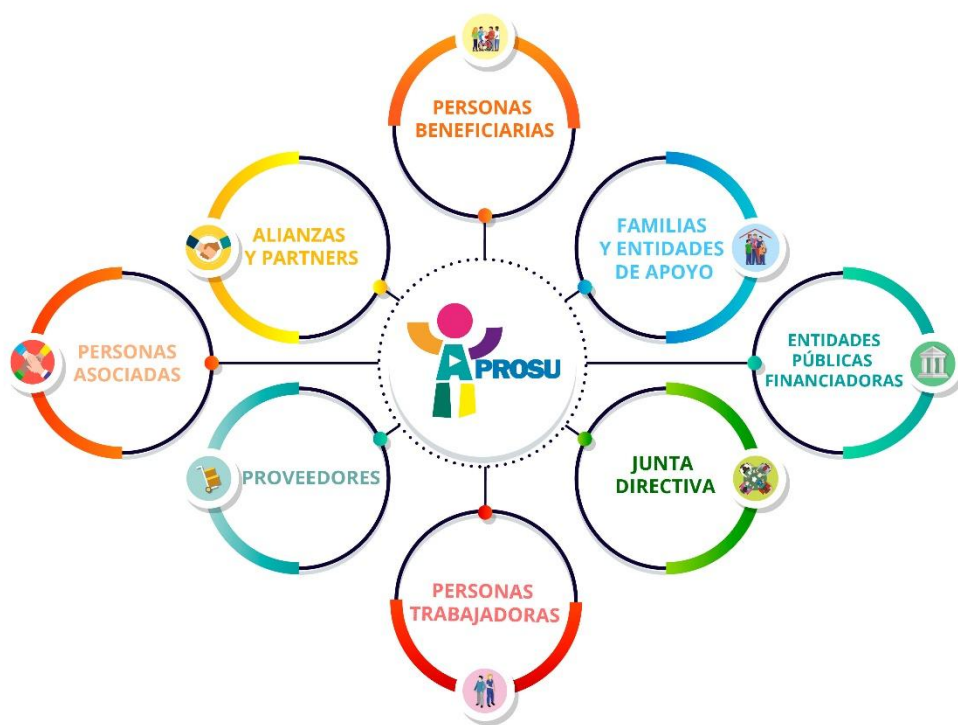 PERSONAS
BENEFICIARIAS
ALIANZAS
Y PARTNERS
FAMILIAS
Y ENTIDADES
DE APOYO
PERSONAS
ASOCIADAS
APROSU
ENTIDADES
PÚBLICAS
FINANCIADORAS
PROVEEDORES
JUNTA
DIRECTIVA
PERSONAS
TRABAJADORAS